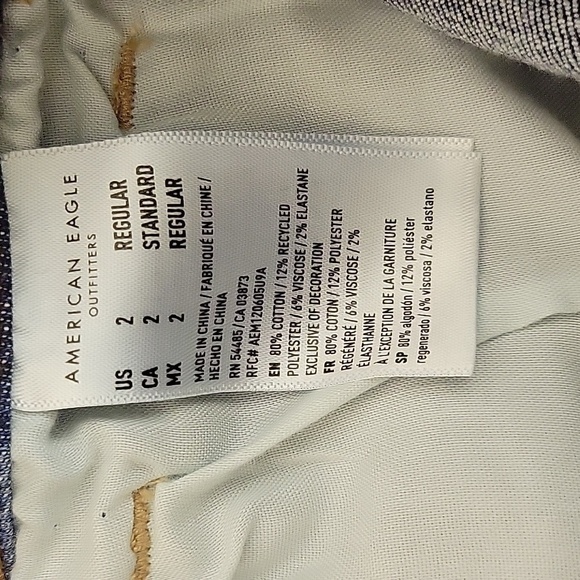 AMERICAN EAGLE
OUTFITTERS
US 2 REGULAR
CA 2 STANDARD
MX 2 REGULAR
MADE IN CHINA / FABRIQUÉ EN CHINE /
HECHO EN CHINA
RN 54485 / CA 03873
RFC# AEM120605U9A
EN 80% COTTON / 12% RECYCLED
POLYESTER / 6% VISCOSE / 2% ELASTANE
EXCLUSIVE OF DECORATION
FR 80% COTON / 12% POLYESTER
RÉGÉNÉRÉ / 6% VISCOSE / 2%
ÉLASTHANNE
À L'EXCEPTION DE LA GARNITURE
SP 80% algodón / 12% poliéster
regenerado / 6% viscosa / 2% elastano